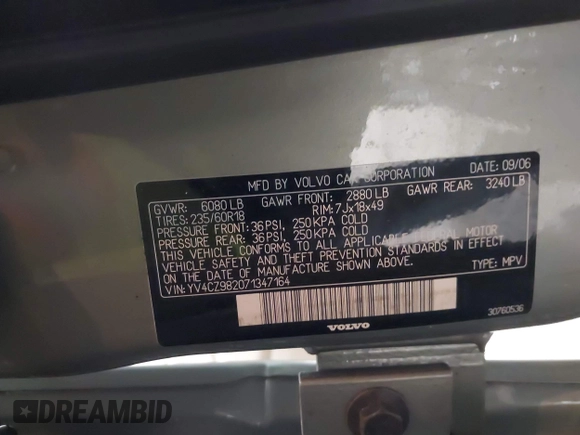 MFD BY VOLVO CAR CORPORATION DATE: 09/06
GVWR: 6080 LB GAWR FRONT: 2880 LB GAWR REAR: 3240 LB
TIRES: 235/60R18 RIM: 7Jx18x49
PRESSURE FRONT: 36 PSI, 250 KPA COLD
PRESSURE REAR: 36 PSI, 250 KPA COLD
THIS VEHICLE CONFORMS TO ALL APPLICABLE FEDERAL MOTOR
VEHICLE SAFETY AND THEFT PREVENTION STANDARDS IN EFFECT
ON THE DATE OF MANUFACTURE SHOWN ABOVE.
VIN: YV4CZ982071347164 TYPE: MPV
VOLVO 30760536
DREAMBID